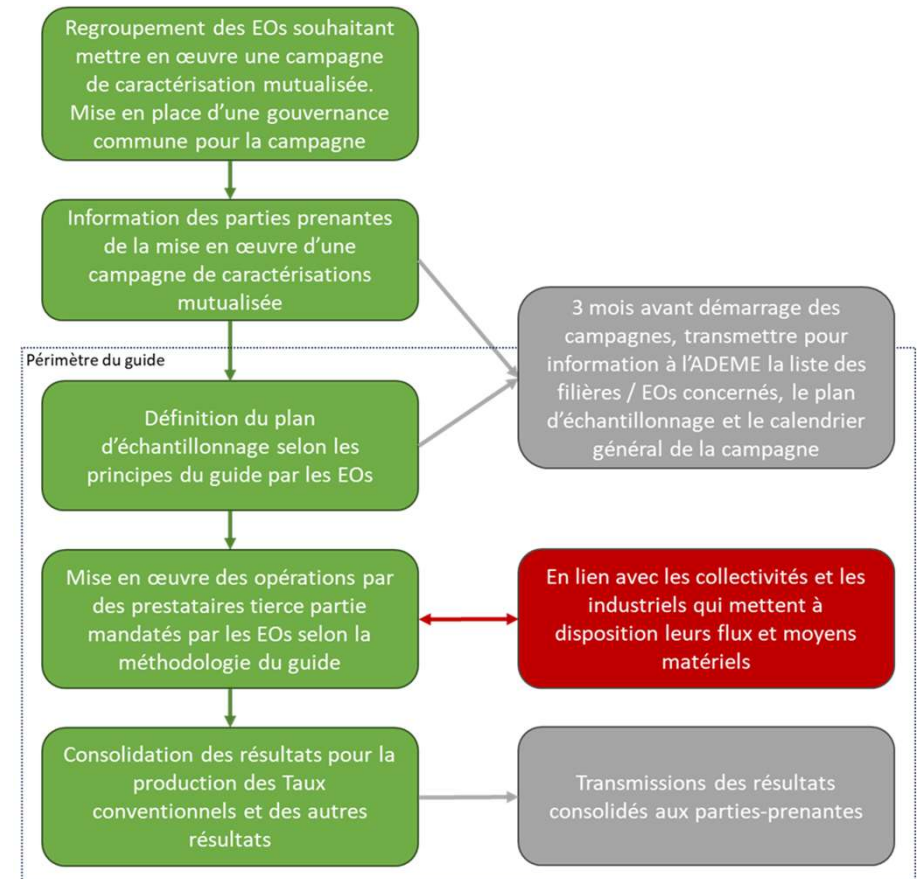 Regroupement des EOs souhaitant
mettre en œuvre une campagne
de caractérisation mutualisée.
Mise en place d'une gouvernance
commune pour la campagne
Information des parties prenantes
de la mise en œuvre d'une
campagne de caractérisations
mutualisée
3 mois avant démarrage des
campagnes, transmettre pour
information à l'ADEME la liste des
filières / EOs concernés, le plan
d'échantillonnage et le calendrier
général de la campagne
Périmètre du guide
Définition du plan
d'échantillonnage selon les
principes du guide par les EOs
Mise en œuvre des opérations par
des prestataires tierce partie
mandatés par les EOs selon la
méthodologie du guide
En lien avec les collectivités et les
industriels qui mettent à
disposition leurs flux et moyens
matériels
Consolidation des résultats pour la
production des Taux
conventionnels et des autres
résultats
Transmissions des résultats
consolidés aux parties-prenantes